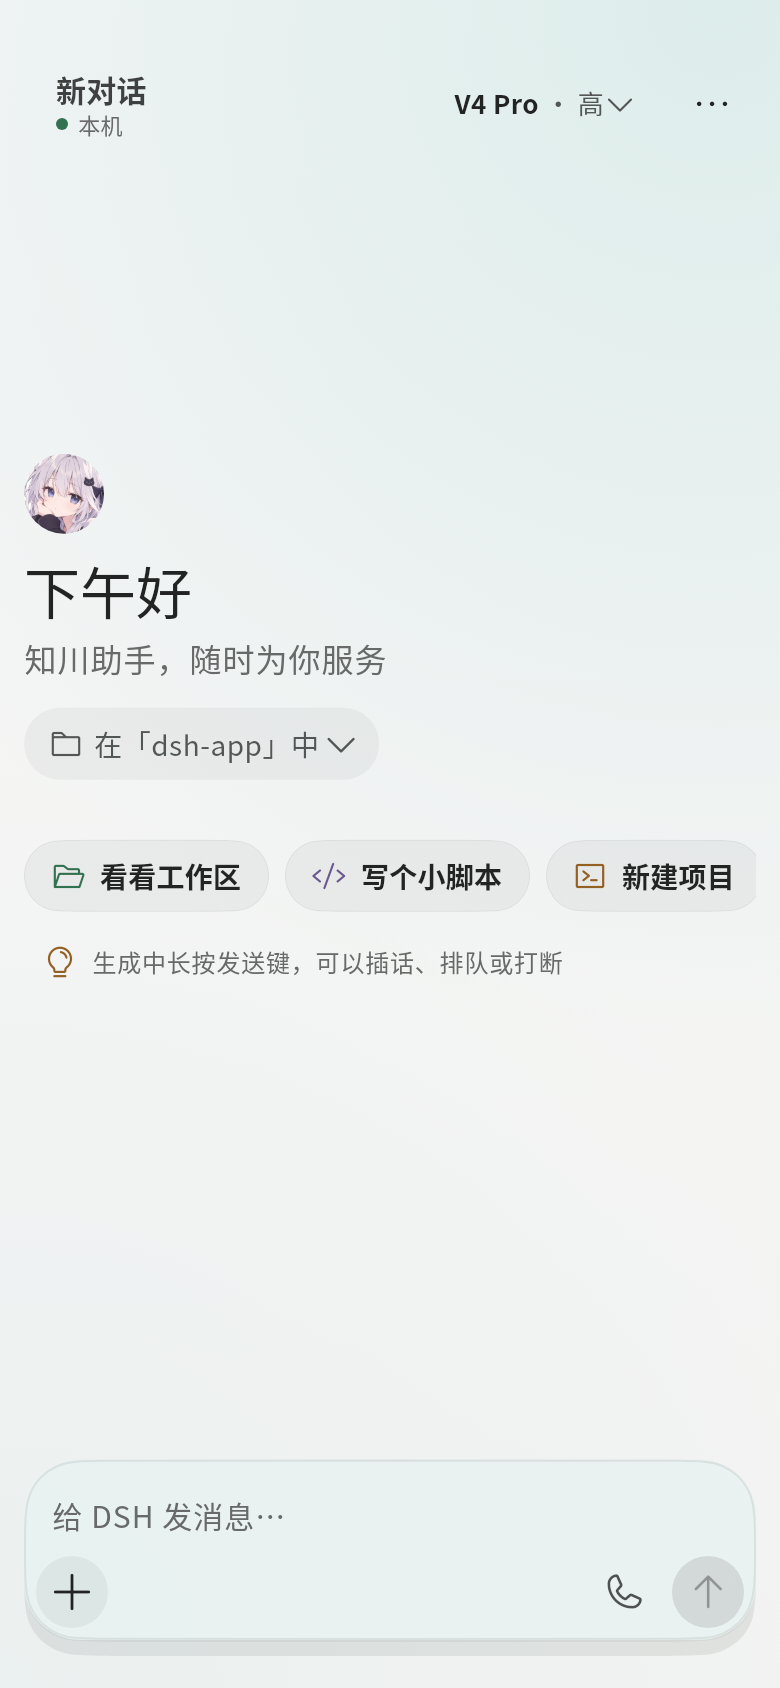 新对话
本机
V4 Pro · 高
下午好
知川助手，随时为你服务
在「dsh-app」中
看看工作区
写个小脚本
新建项目
生成中长按发送键，可以插话、排队或打断
给 DSH 发消息…